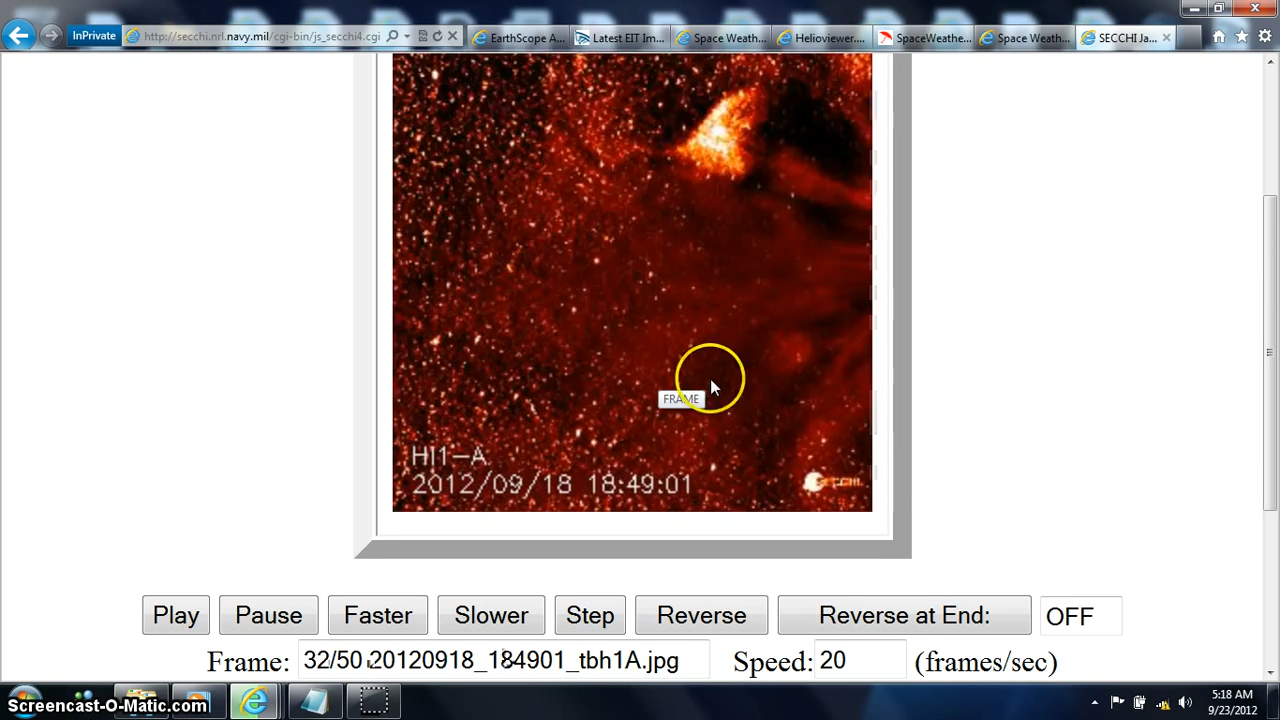 InPrivate
http://secchi.nrl.navy.mil/cgi-bin/js_secchi4.cgi
EarthScope A...
Latest EIT Im...
Space Weath...
Helioviewer....
SpaceWeathe...
Space Weath...
SECCHI Ja...
FRAME
HI1-A
2012/09/18 18:49:01
Play
Pause
Faster
Slower
Step
Reverse
Reverse at End:
OFF
Frame:
32/50 20120918_184901_tbh1A.jpg
Speed:
20
(frames/sec)
Screencast-O-Matic.com
5:18 AM
9/23/2012